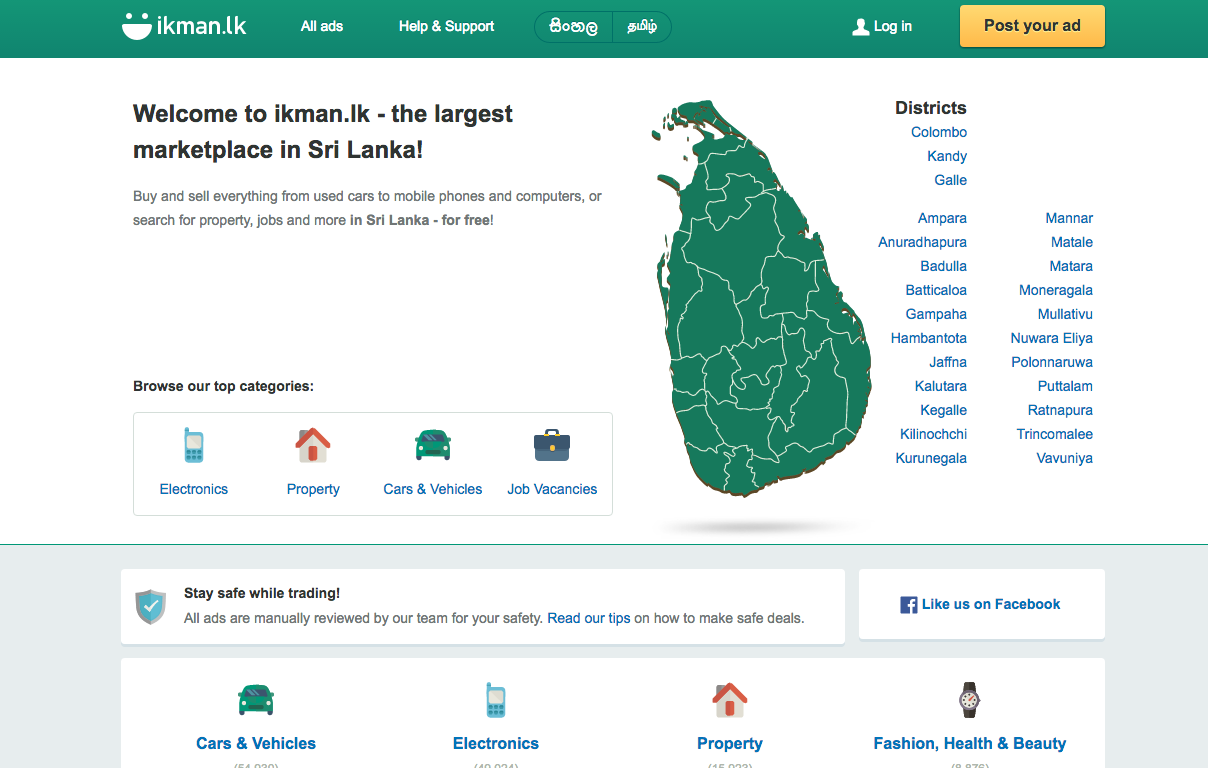 ikman.lk
All ads
Help & Support
සිංහල
தமிழ்
Log in
Post your ad
Welcome to ikman.lk - the largest
marketplace in Sri Lanka!
Buy and sell everything from used cars to mobile phones and computers, or
search for property, jobs and more in Sri Lanka - for free!
Browse our top categories:
Electronics
Property
Cars & Vehicles
Job Vacancies
Districts
Colombo
Kandy
Galle
Ampara
Anuradhapura
Badulla
Batticaloa
Gampaha
Hambantota
Jaffna
Kalutara
Kegalle
Kilinochchi
Kurunegala
Mannar
Matale
Matara
Moneragala
Mullativu
Nuwara Eliya
Polonnaruwa
Puttalam
Ratnapura
Trincomalee
Vavuniya
Stay safe while trading!
All ads are manually reviewed by our team for your safety. Read our tips on how to make safe deals.
Like us on Facebook
Cars & Vehicles
Electronics
Property
Fashion, Health & Beauty